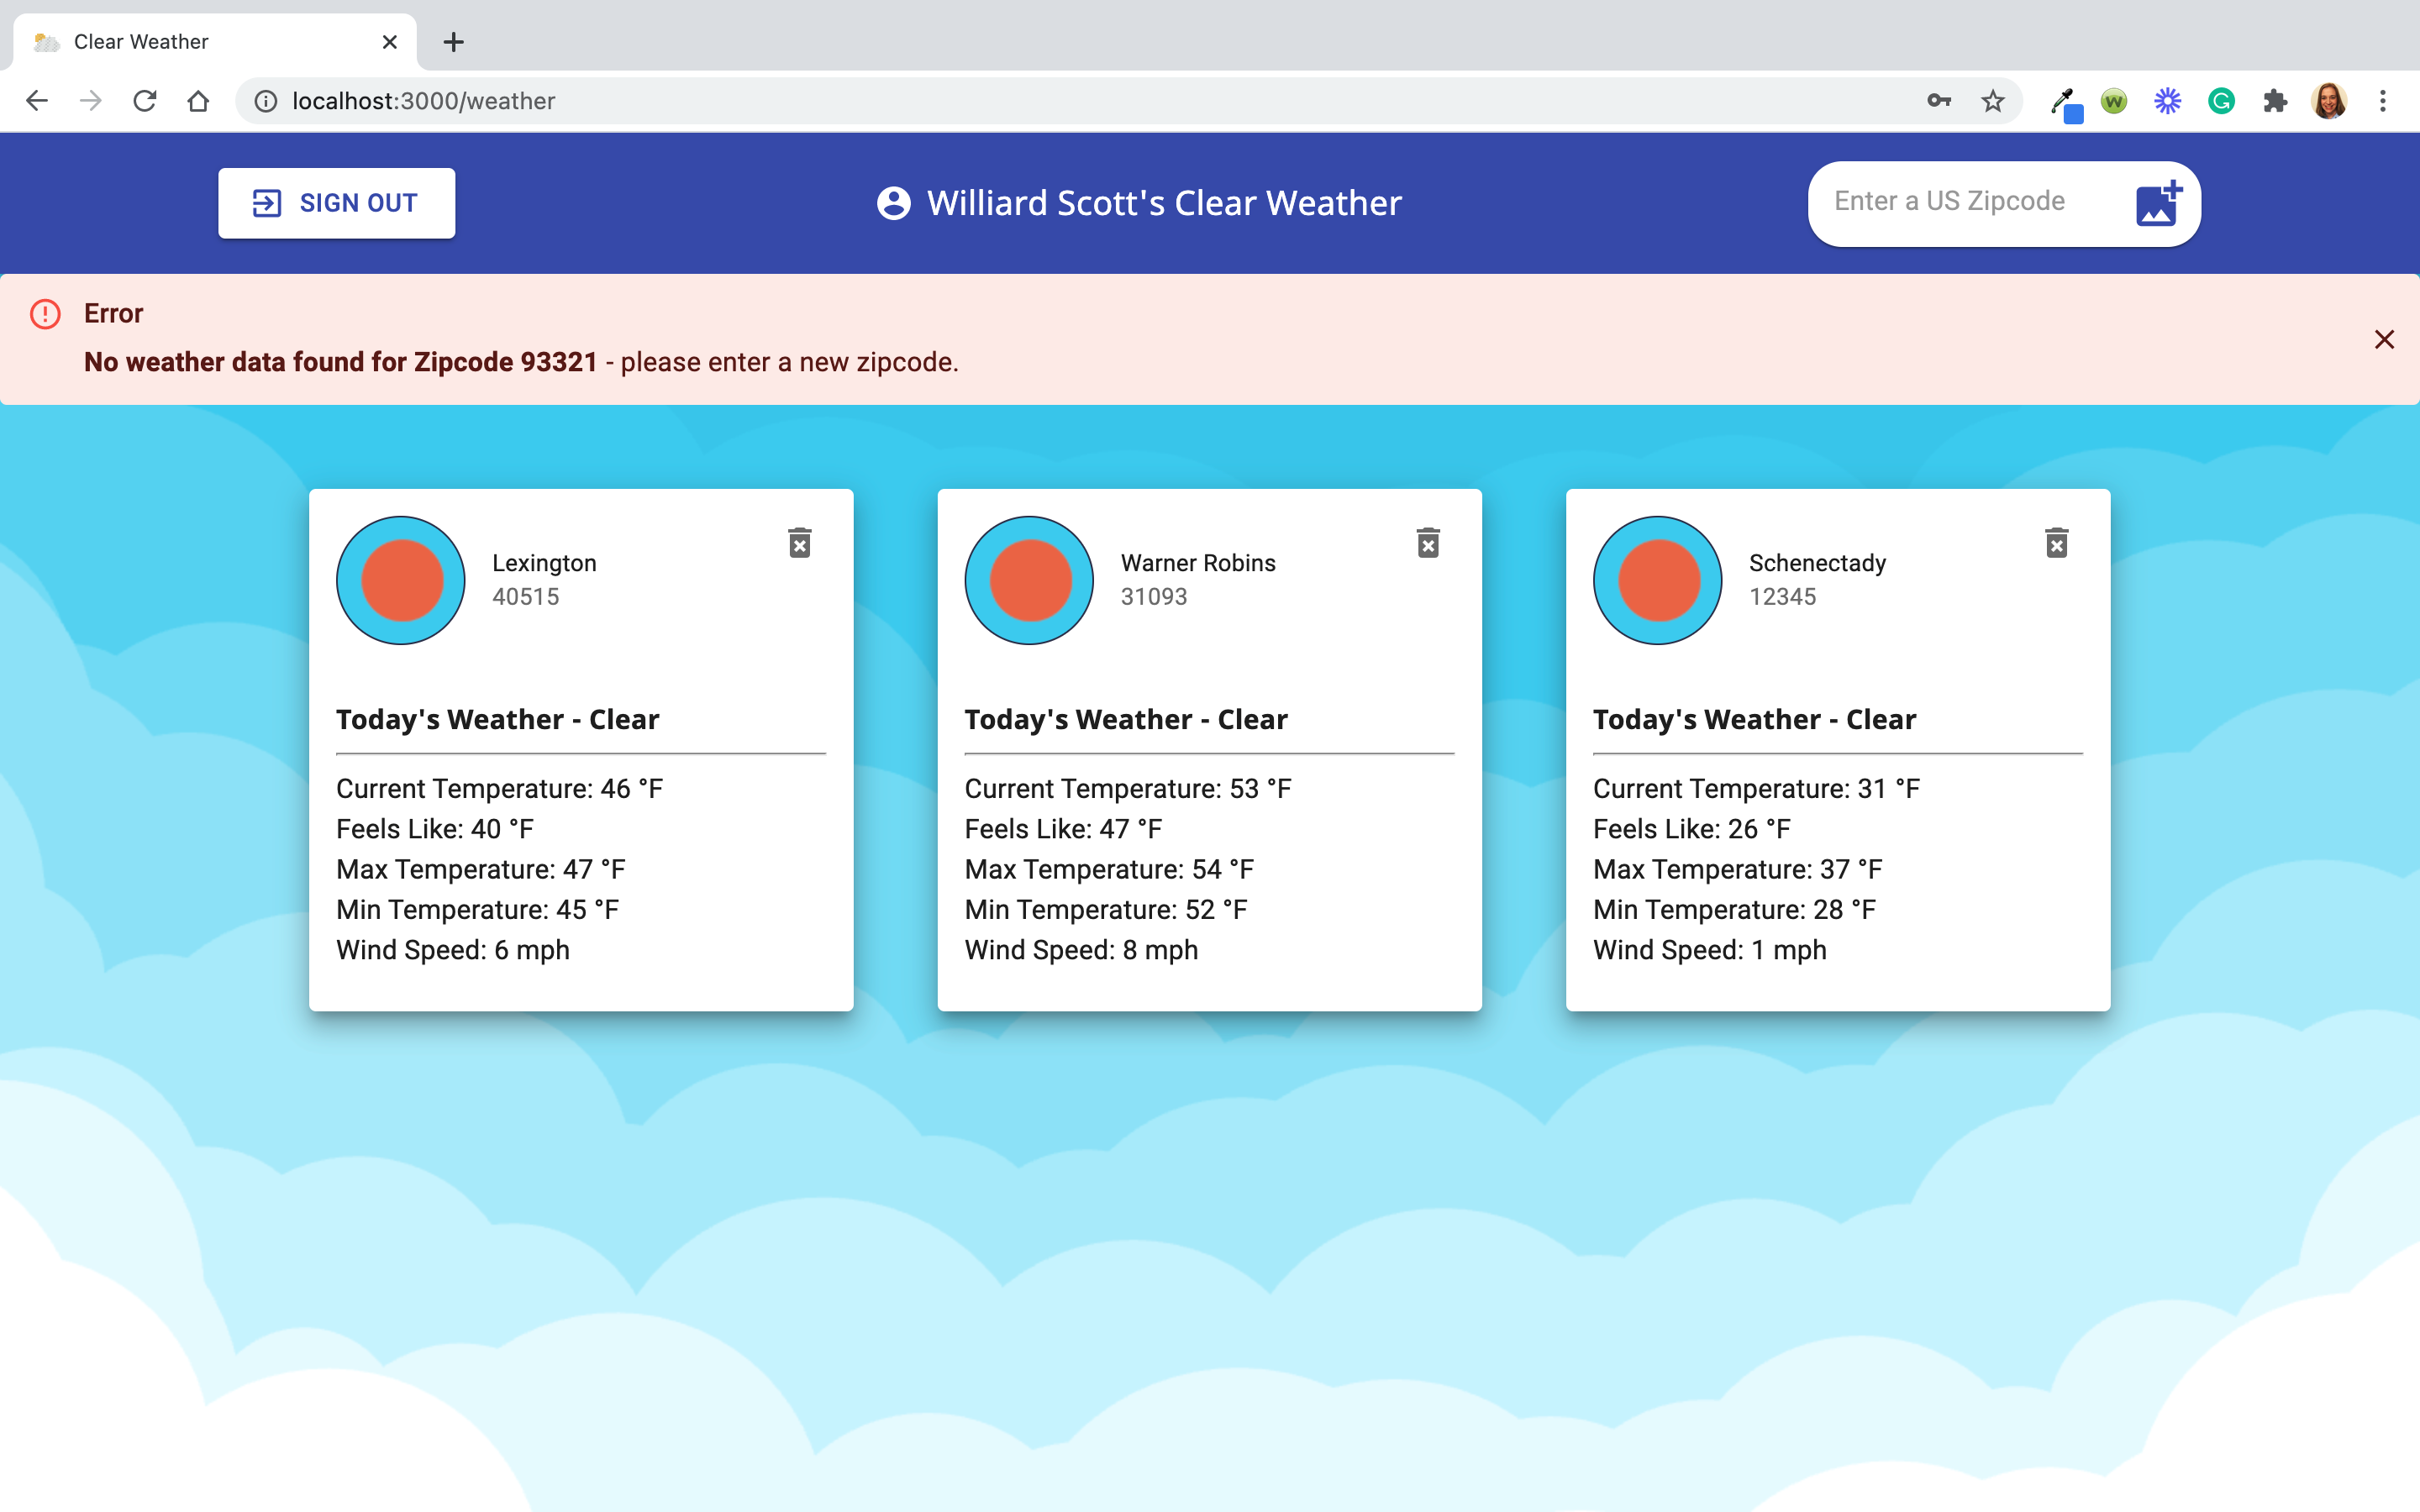 Clear Weather
localhost:3000/weather
SIGN OUT
Williard Scott's Clear Weather
Enter a US Zipcode
Error
No weather data found for Zipcode 93321 - please enter a new zipcode.
Lexington
40515
Today's Weather - Clear
Current Temperature: 46 °F
Feels Like: 40 °F
Max Temperature: 47 °F
Min Temperature: 45 °F
Wind Speed: 6 mph
Warner Robins
31093
Today's Weather - Clear
Current Temperature: 53 °F
Feels Like: 47 °F
Max Temperature: 54 °F
Min Temperature: 52 °F
Wind Speed: 8 mph
Schenectady
12345
Today's Weather - Clear
Current Temperature: 31 °F
Feels Like: 26 °F
Max Temperature: 37 °F
Min Temperature: 28 °F
Wind Speed: 1 mph